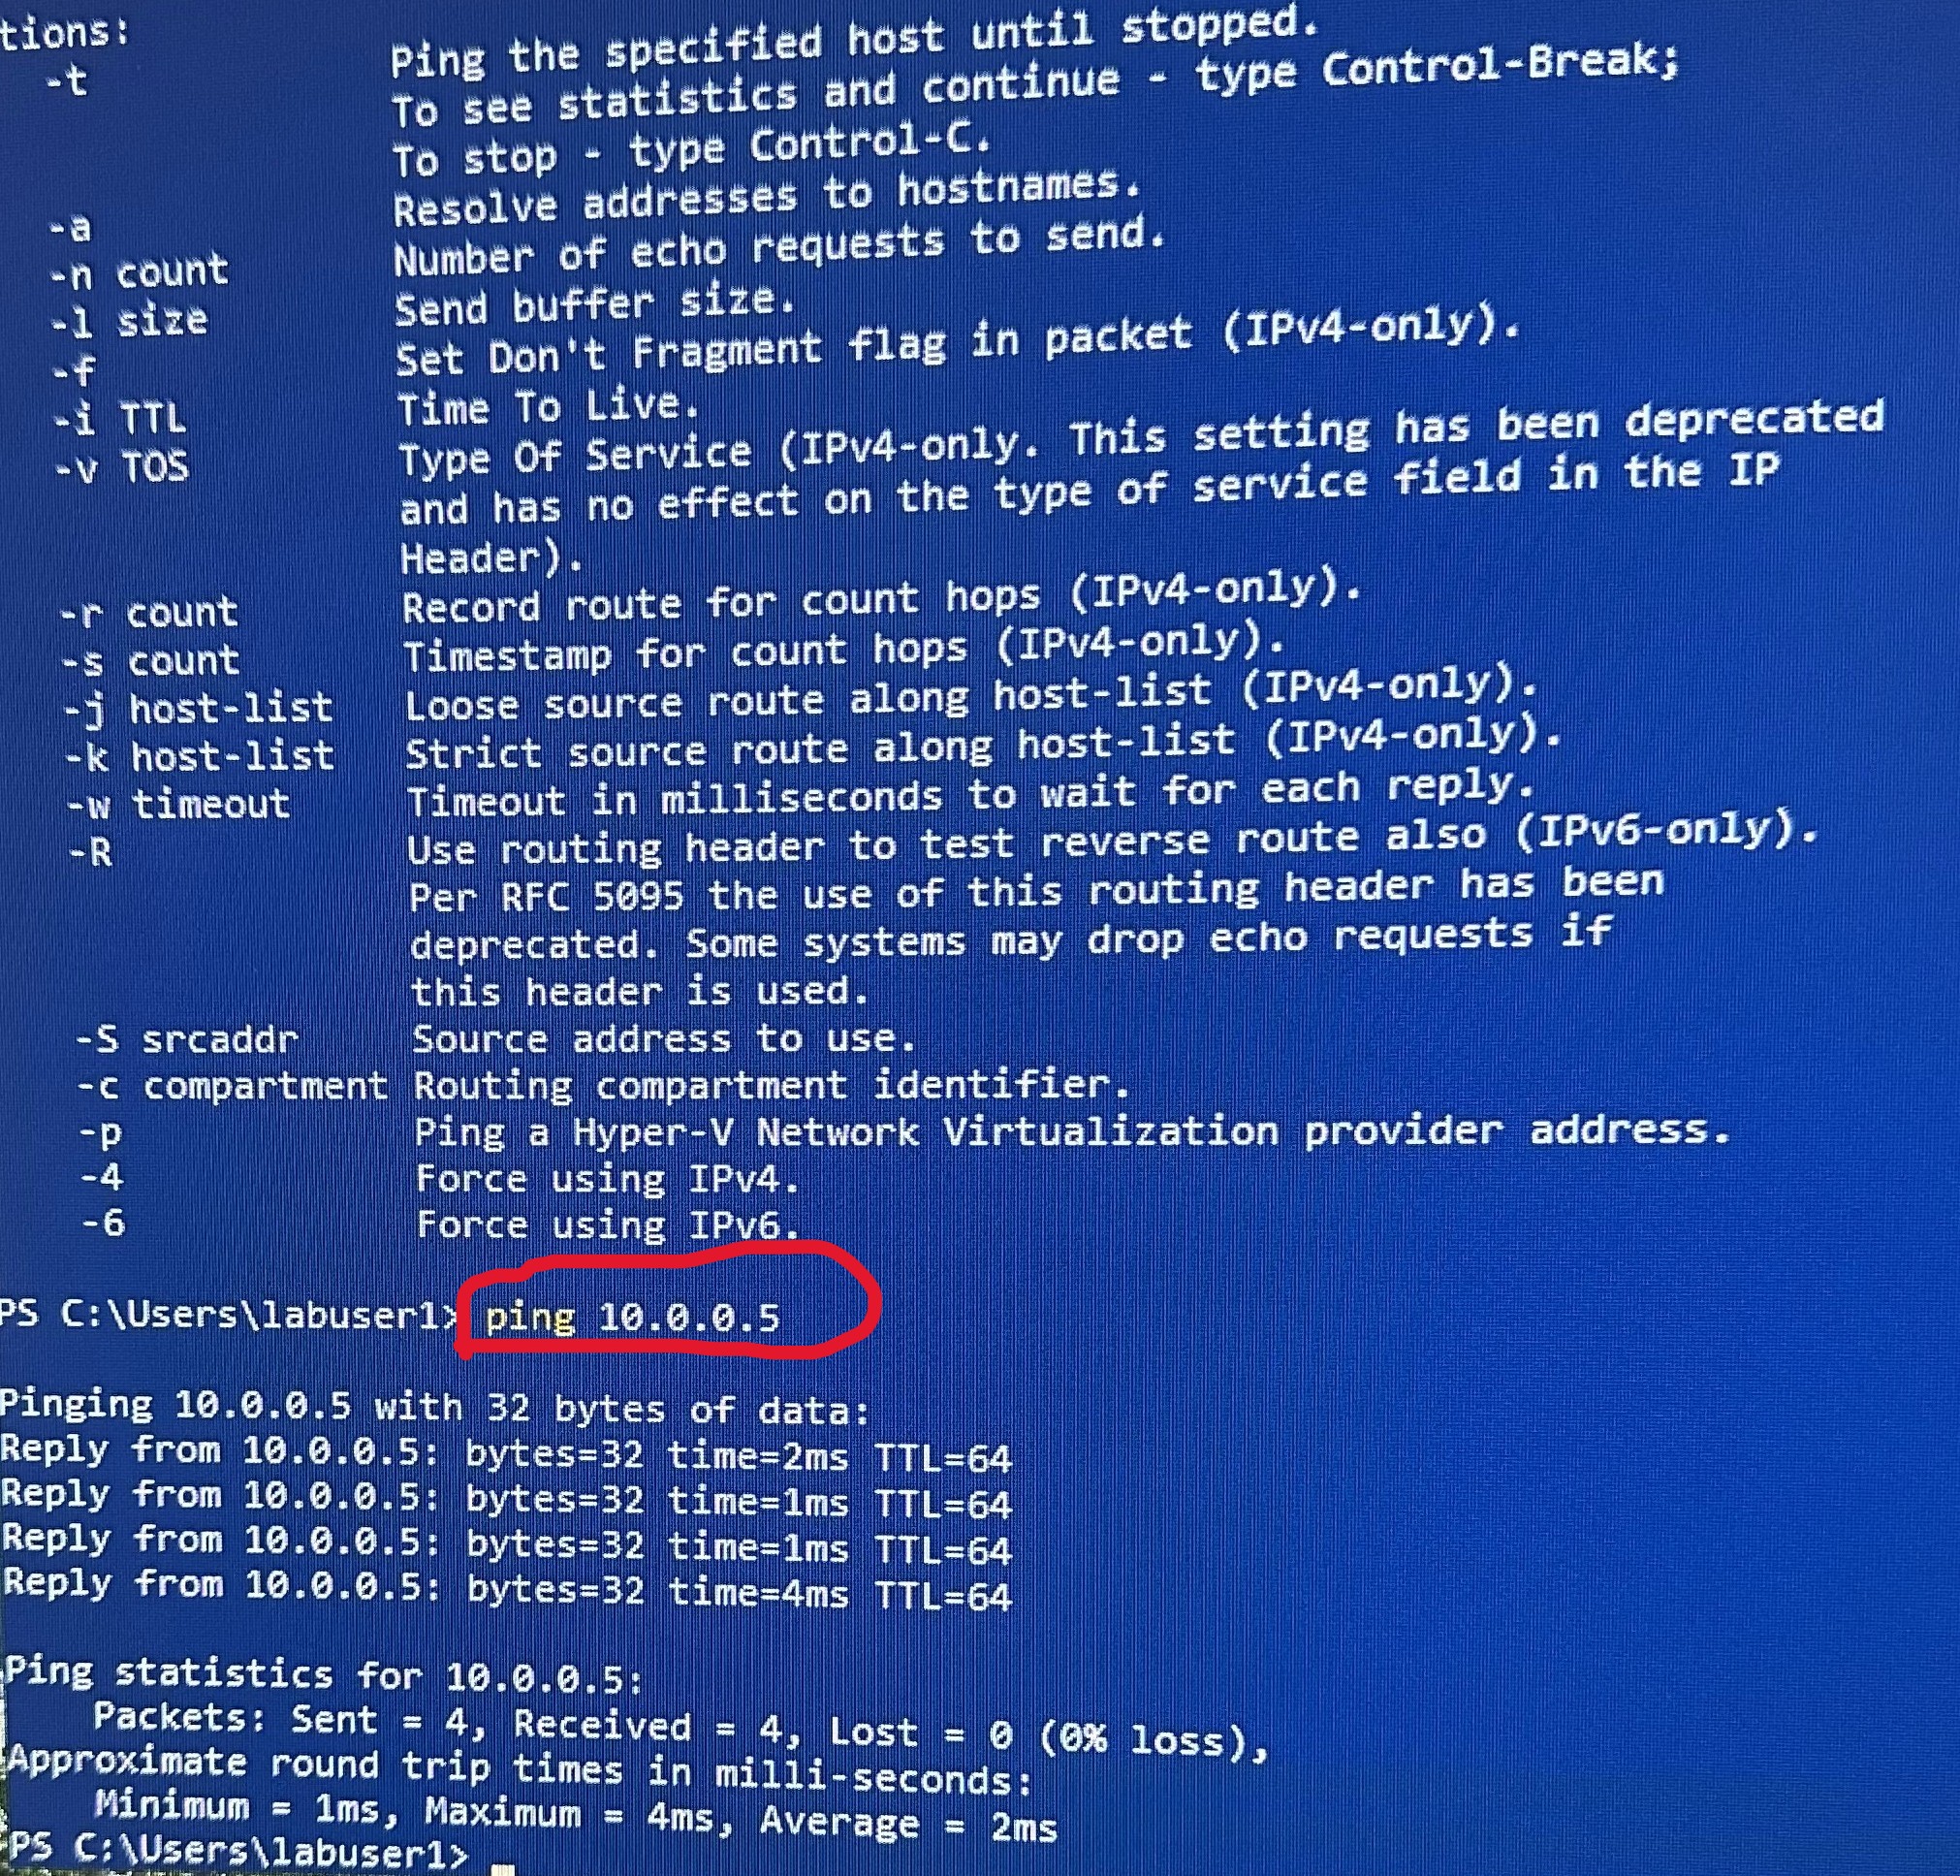 tions:
-t Ping the specified host until stopped.
To see statistics and continue - type Control-Break;
To stop - type Control-C.
-a Resolve addresses to hostnames.
-n count Number of echo requests to send.
-l size Send buffer size.
-f Set Don't Fragment flag in packet (IPv4-only).
-i TTL Time To Live.
-v TOS Type Of Service (IPv4-only. This setting has been deprecated
and has no effect on the type of service field in the IP
Header).
-r count Record route for count hops (IPv4-only).
-s count Timestamp for count hops (IPv4-only).
-j host-list Loose source route along host-list (IPv4-only).
-k host-list Strict source route along host-list (IPv4-only).
-w timeout Timeout in milliseconds to wait for each reply.
-R Use routing header to test reverse route also (IPv6-only).
Per RFC 5095 the use of this routing header has been
deprecated. Some systems may drop echo requests if
this header is used.
-S srcaddr Source address to use.
-c compartment Routing compartment identifier.
-p Ping a Hyper-V Network Virtualization provider address.
-4 Force using IPv4.
-6 Force using IPv6.
PS C:\Users\labuser1> ping 10.0.0.5
Pinging 10.0.0.5 with 32 bytes of data:
Reply from 10.0.0.5: bytes=32 time=2ms TTL=64
Reply from 10.0.0.5: bytes=32 time=1ms TTL=64
Reply from 10.0.0.5: bytes=32 time=1ms TTL=64
Reply from 10.0.0.5: bytes=32 time=4ms TTL=64
Ping statistics for 10.0.0.5:
Packets: Sent = 4, Received = 4, Lost = 0 (0% loss),
Approximate round trip times in milli-seconds:
Minimum = 1ms, Maximum = 4ms, Average = 2ms
PS C:\Users\labuser1>